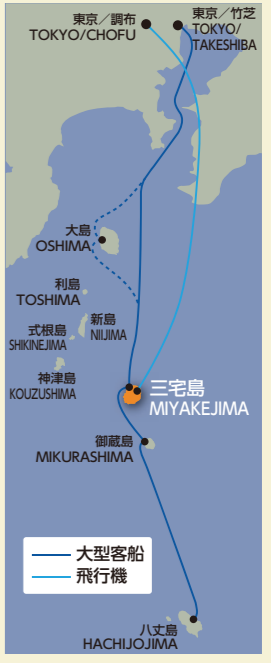 東京／調布
TOKYO/CHOFU
東京／竹芝
TOKYO/
TAKESHIBA
大島
OSHIMA
利島
TOSHIMA
新島
NIIJIMA
式根島
SHIKINEJIMA
神津島
KOUZUSHIMA
三宅島
MIYAKEJIMA
御蔵島
MIKURASHIMA
大型客船
飛行機
八丈島
HACHIJOJIMA